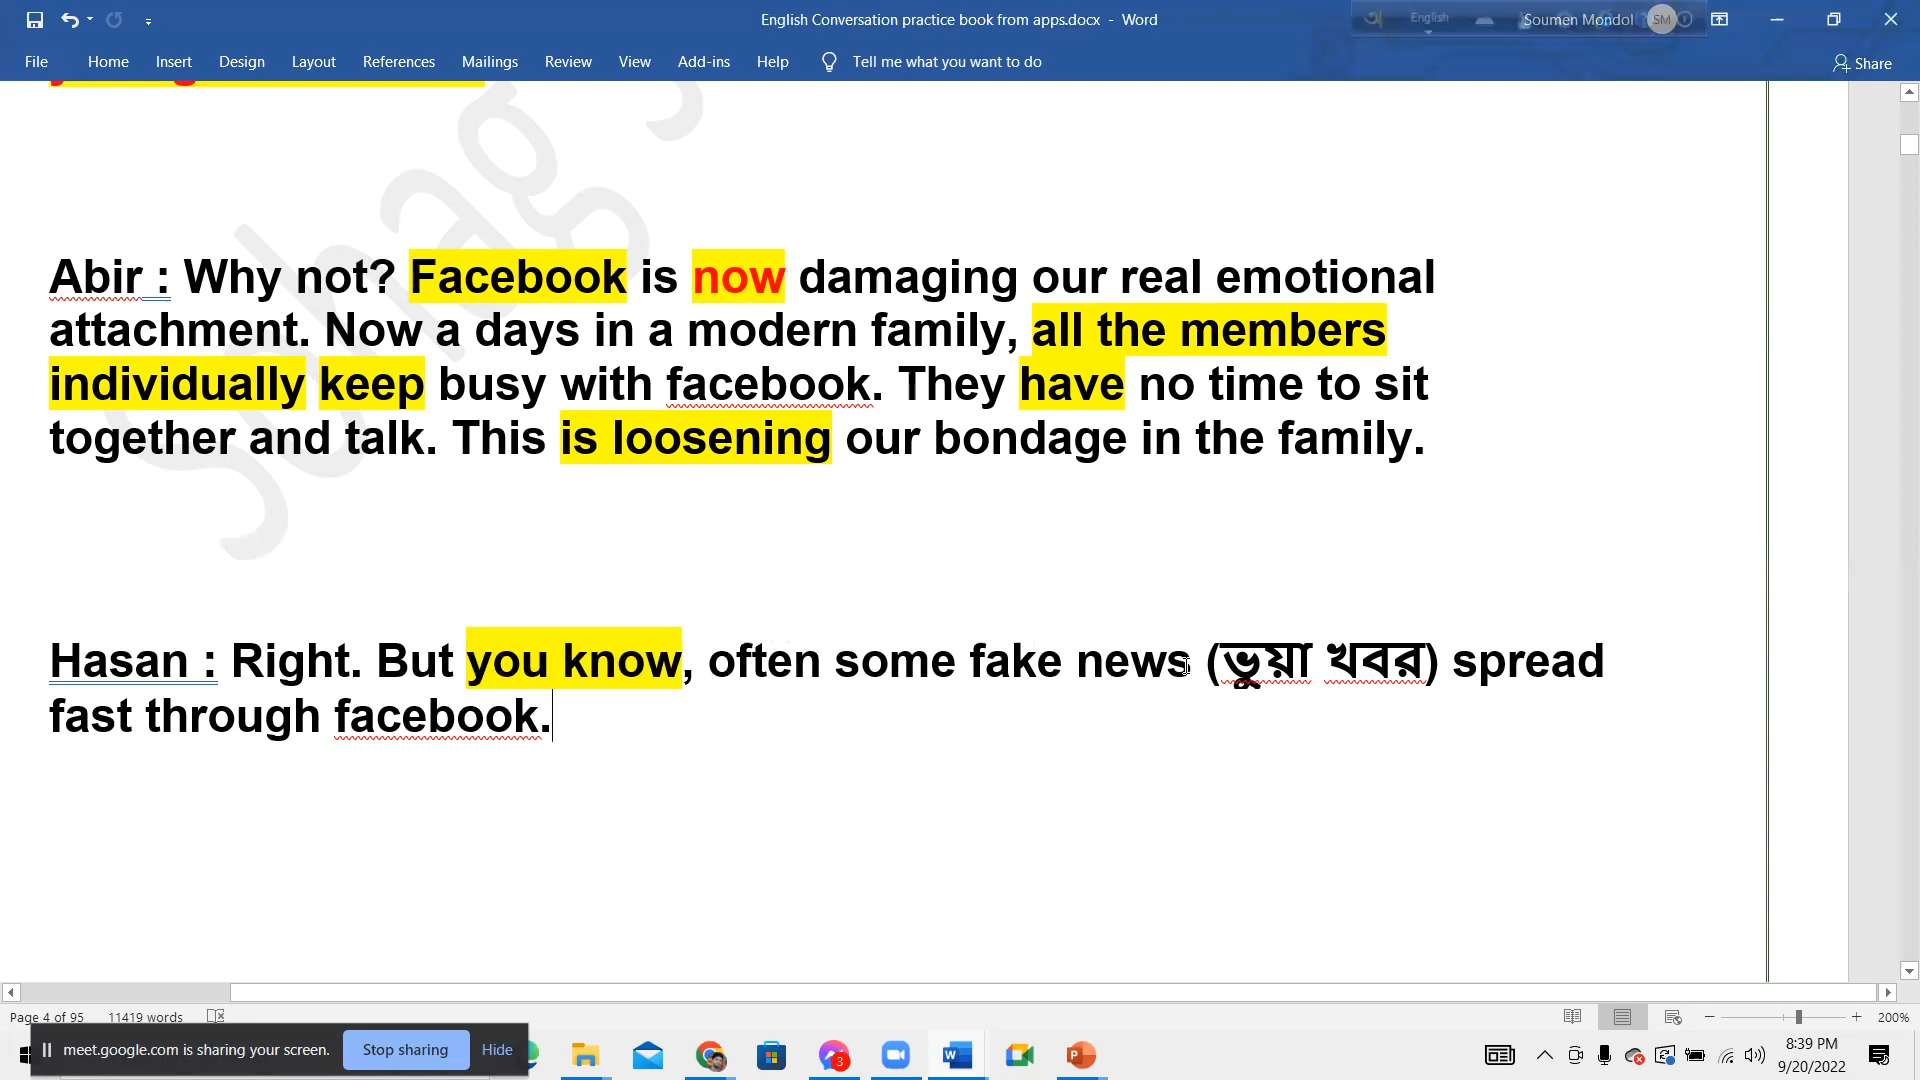 English Conversation practice book from apps.docx - Word
English
Soumen Mondol
SM
File Home Insert Design Layout References Mailings Review View Add-ins Help Tell me what you want to do
Share
Sohag
Abir : Why not? Facebook is now damaging our real emotional
attachment. Now a days in a modern family, all the members
individually keep busy with facebook. They have no time to sit
together and talk. This is loosening our bondage in the family.
Hasan : Right. But you know, often some fake news (ভুয়া খবর) spread
fast through facebook.
Page 4 of 95 11419 words
200%
meet.google.com is sharing your screen. Stop sharing Hide
3
8:39 PM
9/20/2022